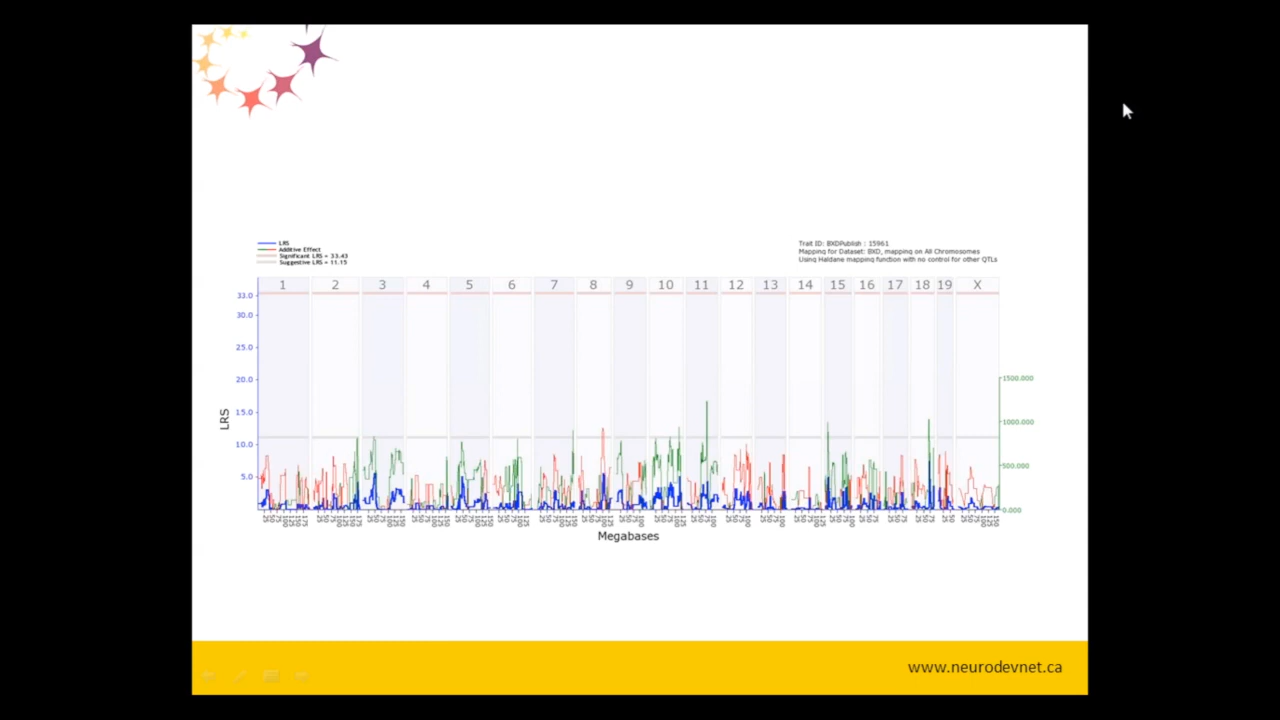 LRS
Additive Effect
Significant LRS = 33.43
Suggestive LRS = 11.15
Trait ID: BXDPublish : 15961
Mapping for Dataset: BXD, mapping on All Chromosomes
Using Haldane mapping function with no control for other QTLs
1 2 3 4 5 6 7 8 9 10 11 12 13 14 15 16 17 18 19 X
33.0
30.0
25.0
20.0
15.0
10.0
5.0
LRS
1500.000
1000.000
500.000
0.000
Megabases
www.neurodevnet.ca